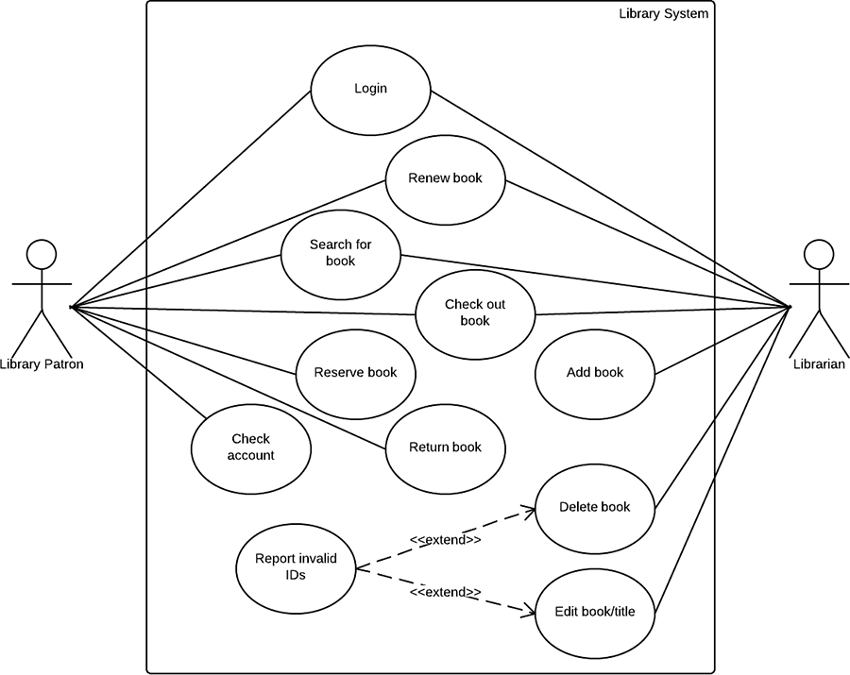 Library System
Login
Renew book
Search for
book
Check out
book
Library Patron
Reserve book
Add book
Librarian
Check
account
Return book
Delete book
<<extend>>
Report invalid
IDs
<<extend>>
Edit book/title